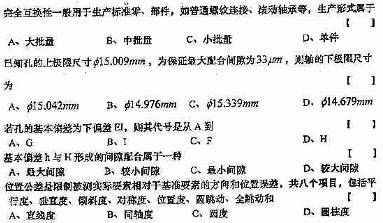 完全互换性一般用于生产标准零、部件，如普通螺纹连接、滚动轴承等，生产形式属于
【 】
A、大批量 B、中批量 C、小批量 D、单件
已知孔的上极限尺寸ϕ15.009mm，为保证最大配合间隙为33μm，则轴的下极限尺寸
为 【 】
A、ϕ15.042mm B、ϕ14.976mm C、ϕ15.339mm D、ϕ14.679mm
若孔的基本偏差为下偏差EI，则其代号是从A到 【 】
A、G B、I C、F D、H
基本偏差h与H形成的间隙配合属于一种 【 】
A、最大间隙 B、较小间隙 C、最小间隙 D、较大间隙
位置公差是限制被测实际要素相对于基准要素的方向和位置误差，共八个项目，包括平
行度、垂直度、倾斜度、对称度、位置度、圆跳动、全跳动和 【 】
A、直线度 B、同轴度 C、圆度 D、圆柱度